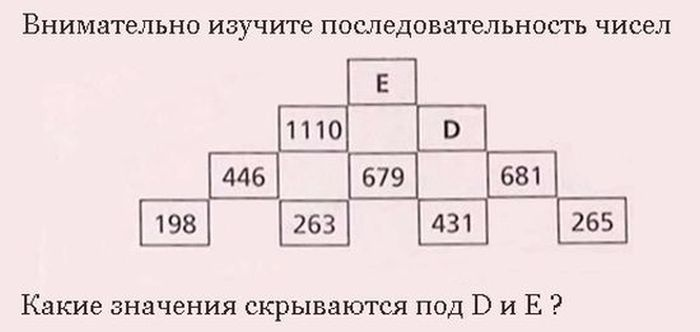 Внимательно изучите последовательность чисел
E
1110 D
446 679 681
198 263 431 265
Какие значения скрываются под D и E ?